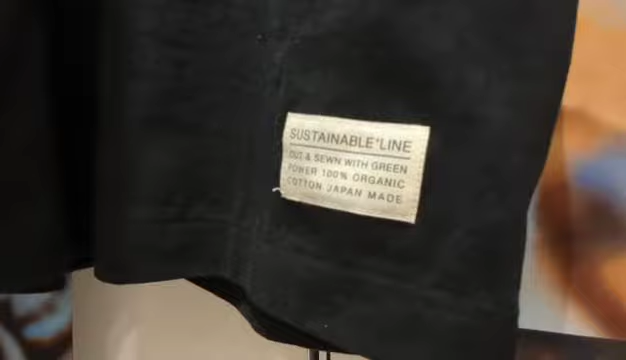 SUSTAINABLE*LINE
CUT & SEWN WITH GREEN
POWER 100% ORGANIC
COTTON JAPAN MADE